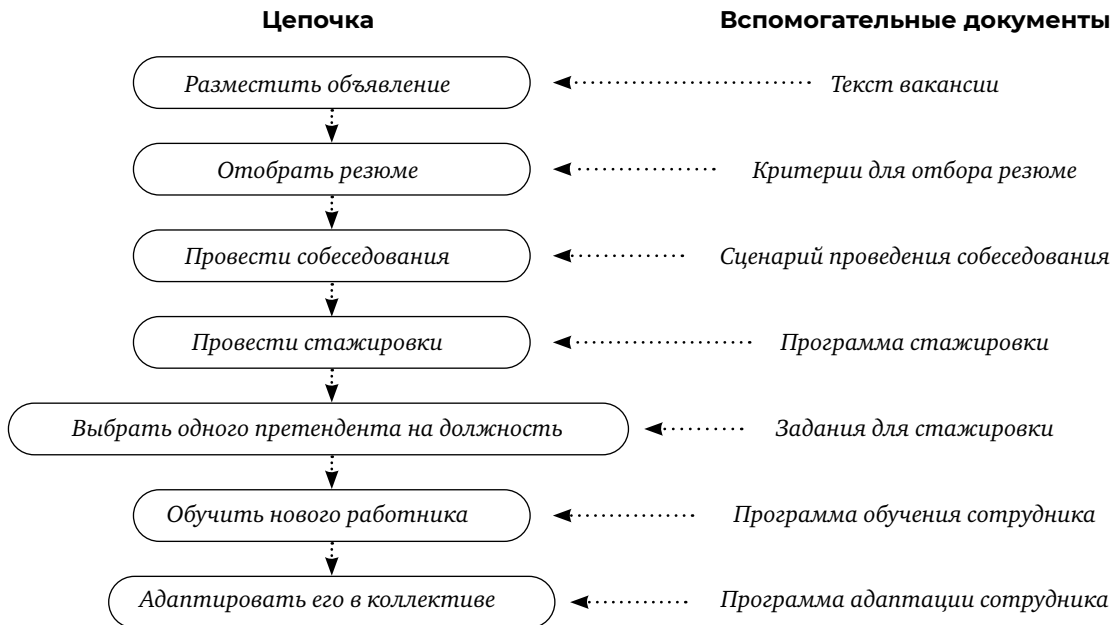 Цепочка
Вспомогательные документы
Разместить объявление
Текст вакансии
Отобрать резюме
Критерии для отбора резюме
Провести собеседования
Сценарий проведения собеседования
Провести стажировки
Программа стажировки
Выбрать одного претендента на должность
Задания для стажировки
Обучить нового работника
Программа обучения сотрудника
Адаптировать его в коллективе
Программа адаптации сотрудника